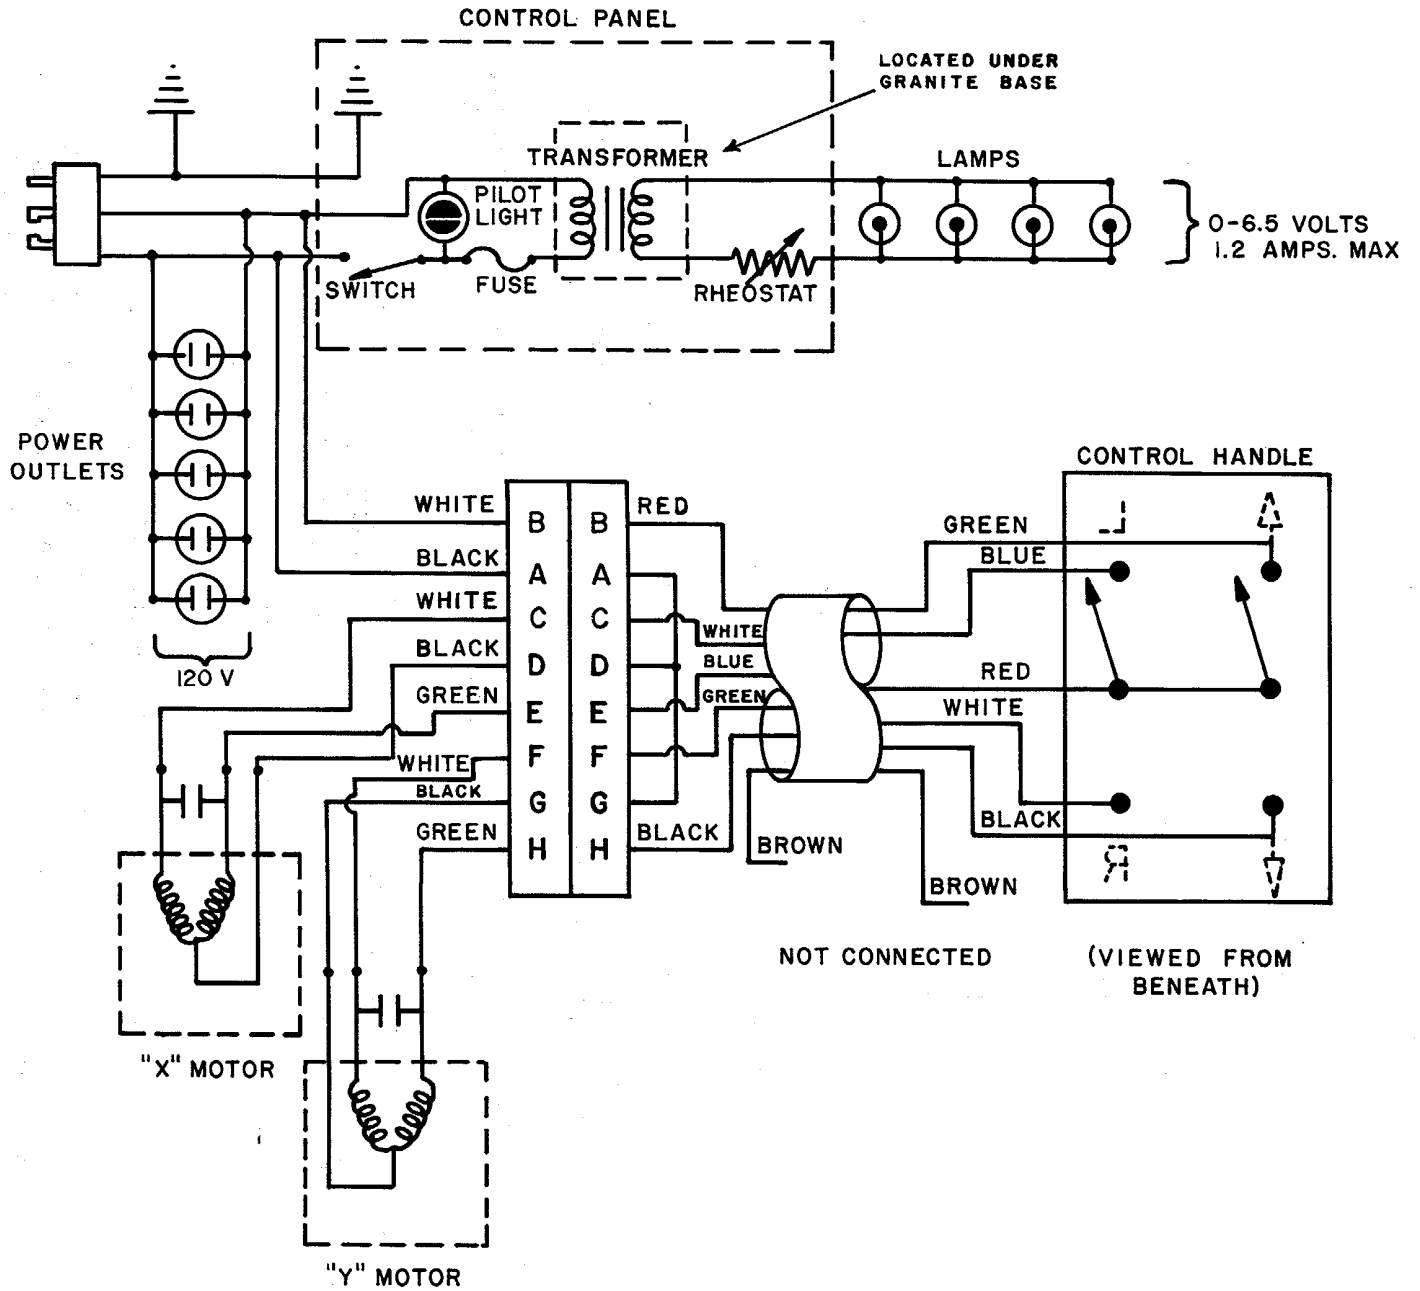 CONTROL PANEL
LOCATED UNDER
GRANITE BASE
TRANSFORMER
LAMPS
PILOT
LIGHT
0-6.5 VOLTS
1.2 AMPS. MAX
SWITCH
FUSE
RHEOSTAT
POWER
OUTLETS
120 V
CONTROL HANDLE
WHITE
B
B
RED
GREEN
BLACK
A
A
BLUE
WHITE
C
C
WHITE
BLACK
D
D
BLUE
RED
GREEN
E
E
GREEN
WHITE
WHITE
F
F
BLACK
G
G
BLACK
GREEN
H
H
BLACK
BROWN
BROWN
L
R
NOT CONNECTED
(VIEWED FROM
BENEATH)
"X" MOTOR
"Y" MOTOR